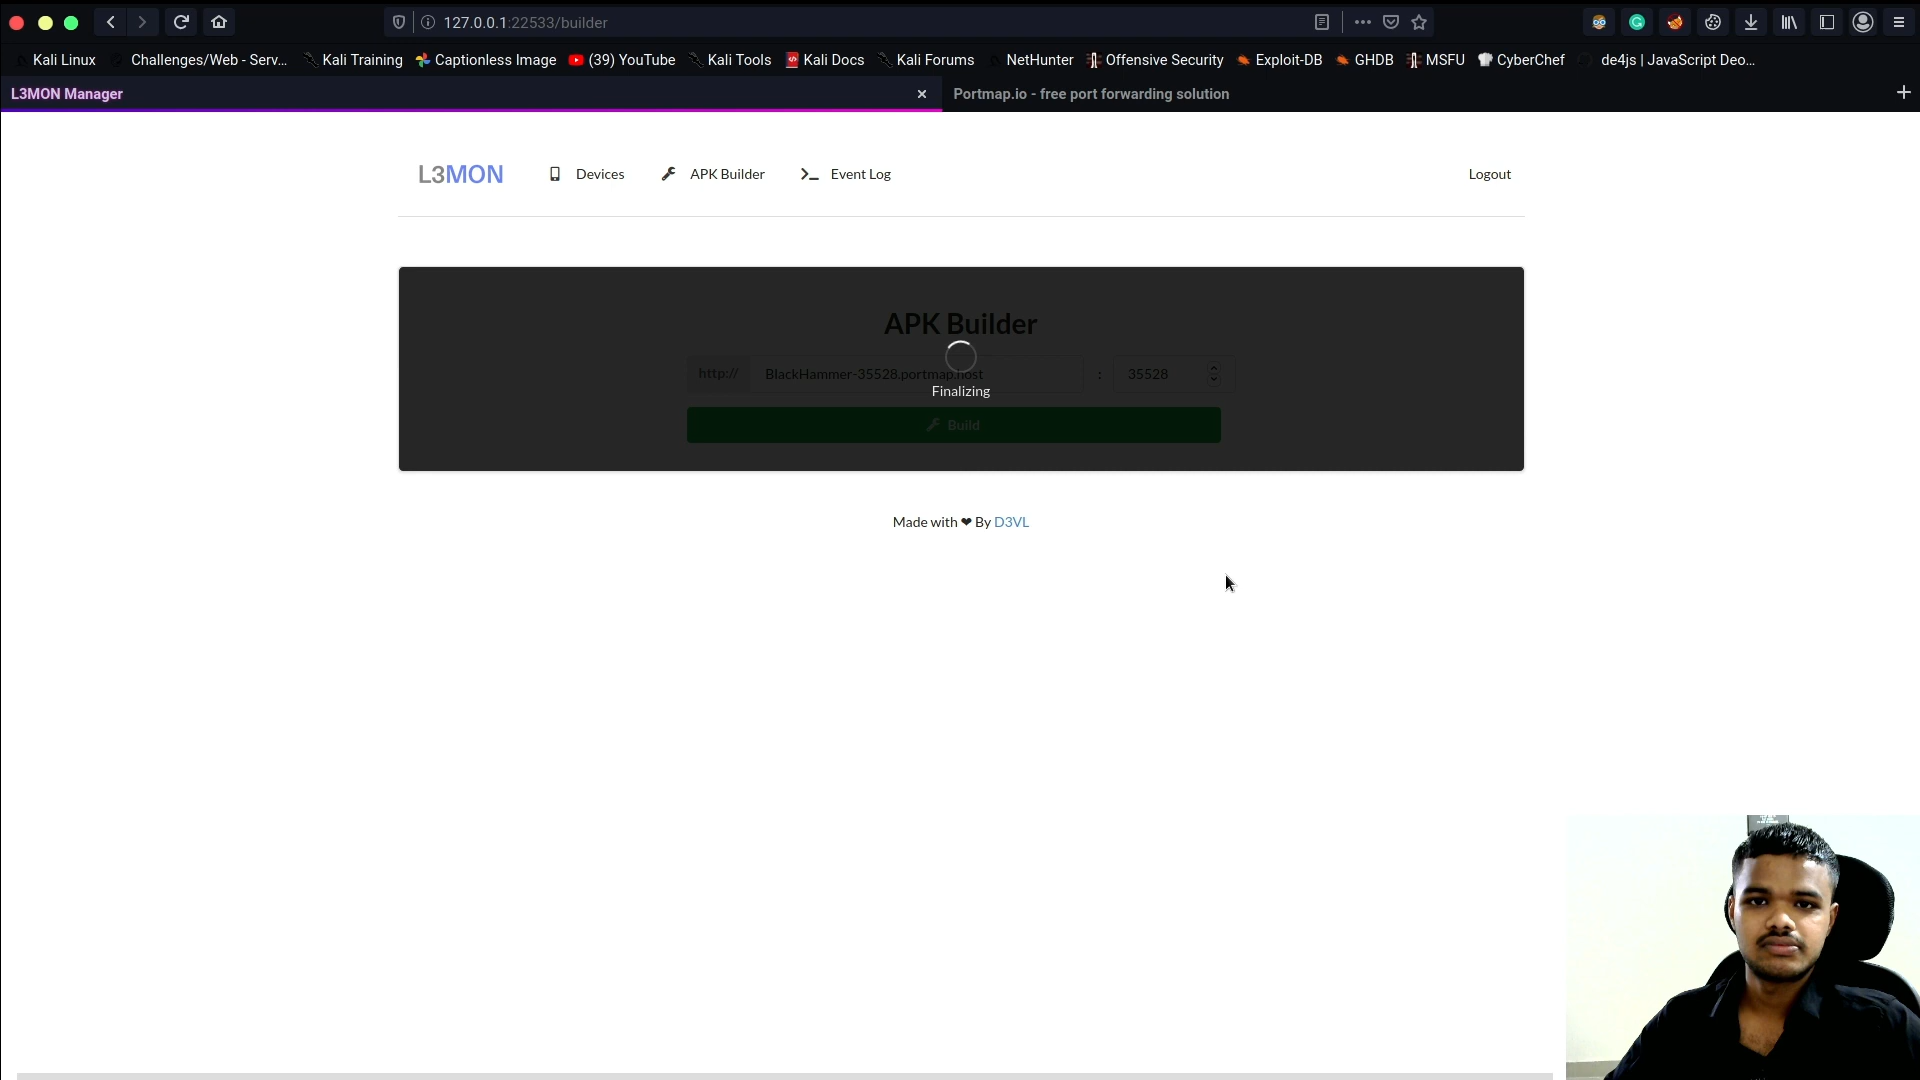 127.0.0.1:22533/builder
Kali Linux Challenges/Web - Serv... Kali Training Captionless Image (39) YouTube Kali Tools Kali Docs Kali Forums NetHunter Offensive Security Exploit-DB GHDB MSFU CyberChef de4js | JavaScript Deo...
L3MON Manager Portmap.io - free port forwarding solution
L3MON Devices APK Builder Event Log Logout
APK Builder
http:// BlackHammer-35528.portmap.host : 35528
Finalizing
Build
Made with ❤ By D3VL